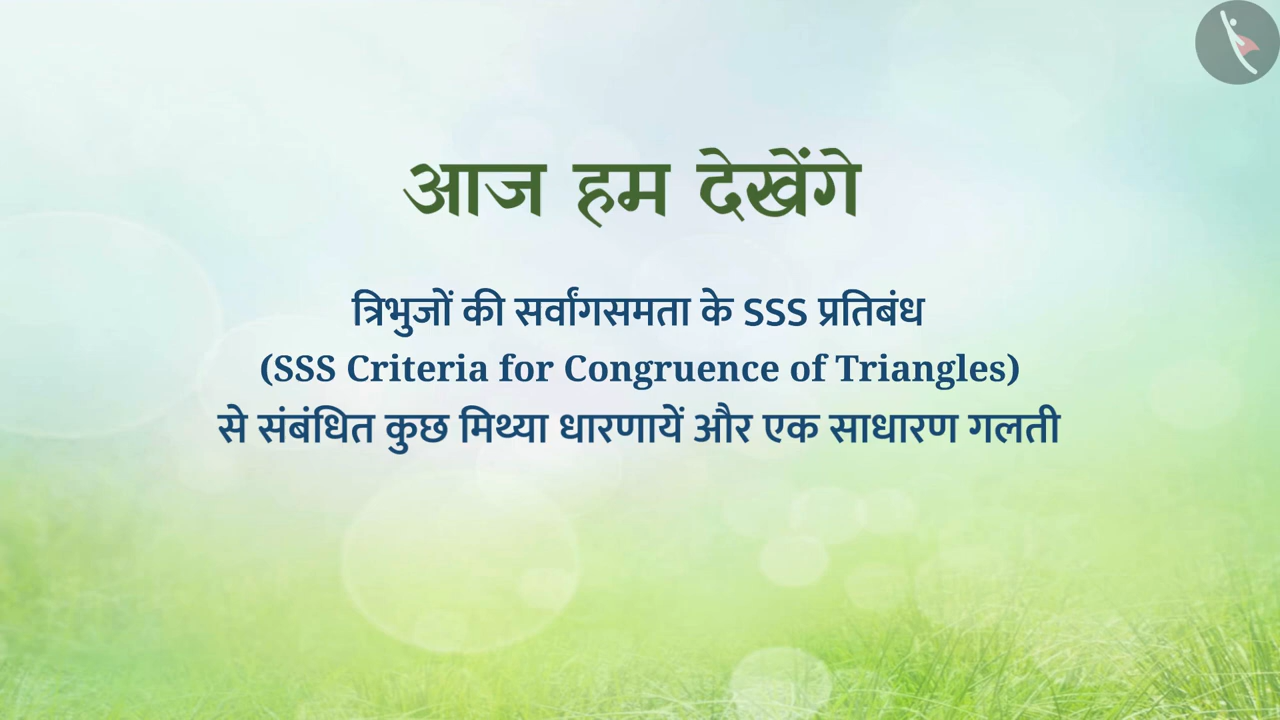 आज हम देखेंगे
त्रिभुजों की सर्वांगसमता के SSS प्रतिबंध
(SSS Criteria for Congruence of Triangles)
से संबंधित कुछ मिथ्या धारणायें और एक साधारण गलती